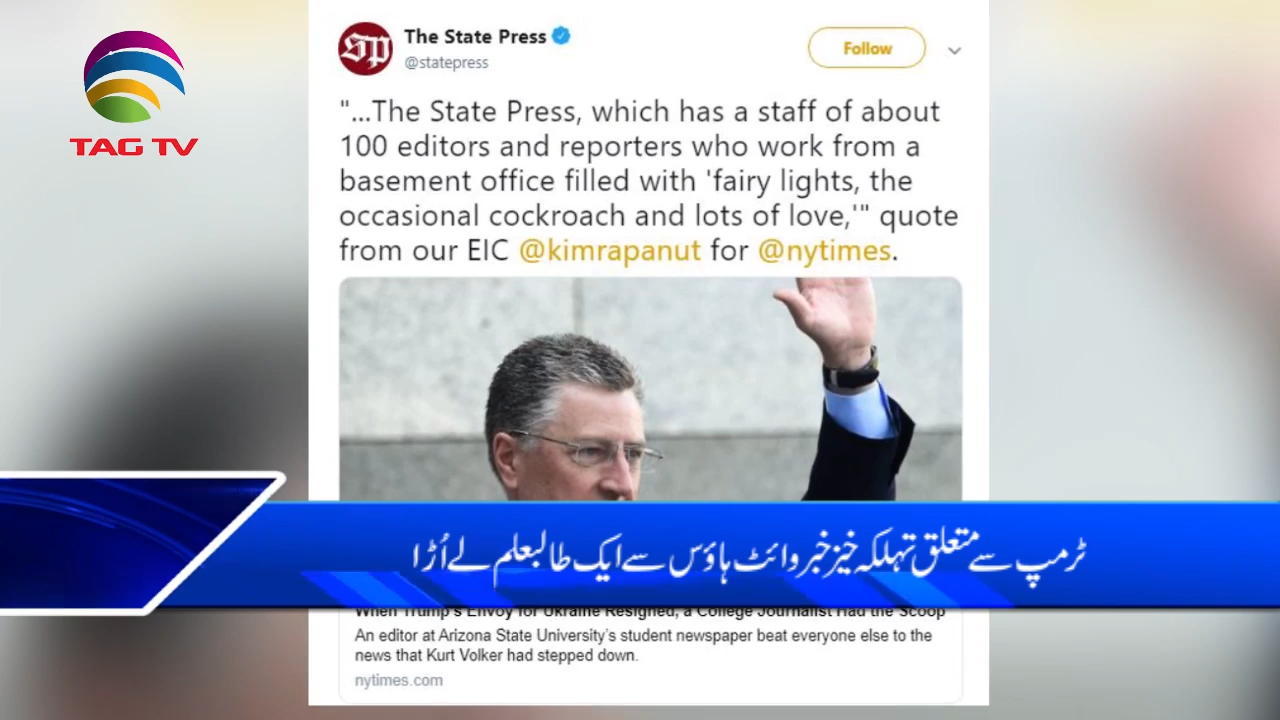 TAG TV
The State Press
@statepress
Follow
"...The State Press, which has a staff of about
100 editors and reporters who work from a
basement office filled with 'fairy lights, the
occasional cockroach and lots of love,'" quote
from our EIC @kimrapanut for @nytimes.
ٹرمپ سے متعلق تہلکہ خیز خبر وائٹ ہاؤس سے ایک طالبعلم لے اُڑا
When Trump's Envoy for Ukraine Resigned, a College Journalist Had the Scoop
An editor at Arizona State University's student newspaper beat everyone else to the
news that Kurt Volker had stepped down.
nytimes.com